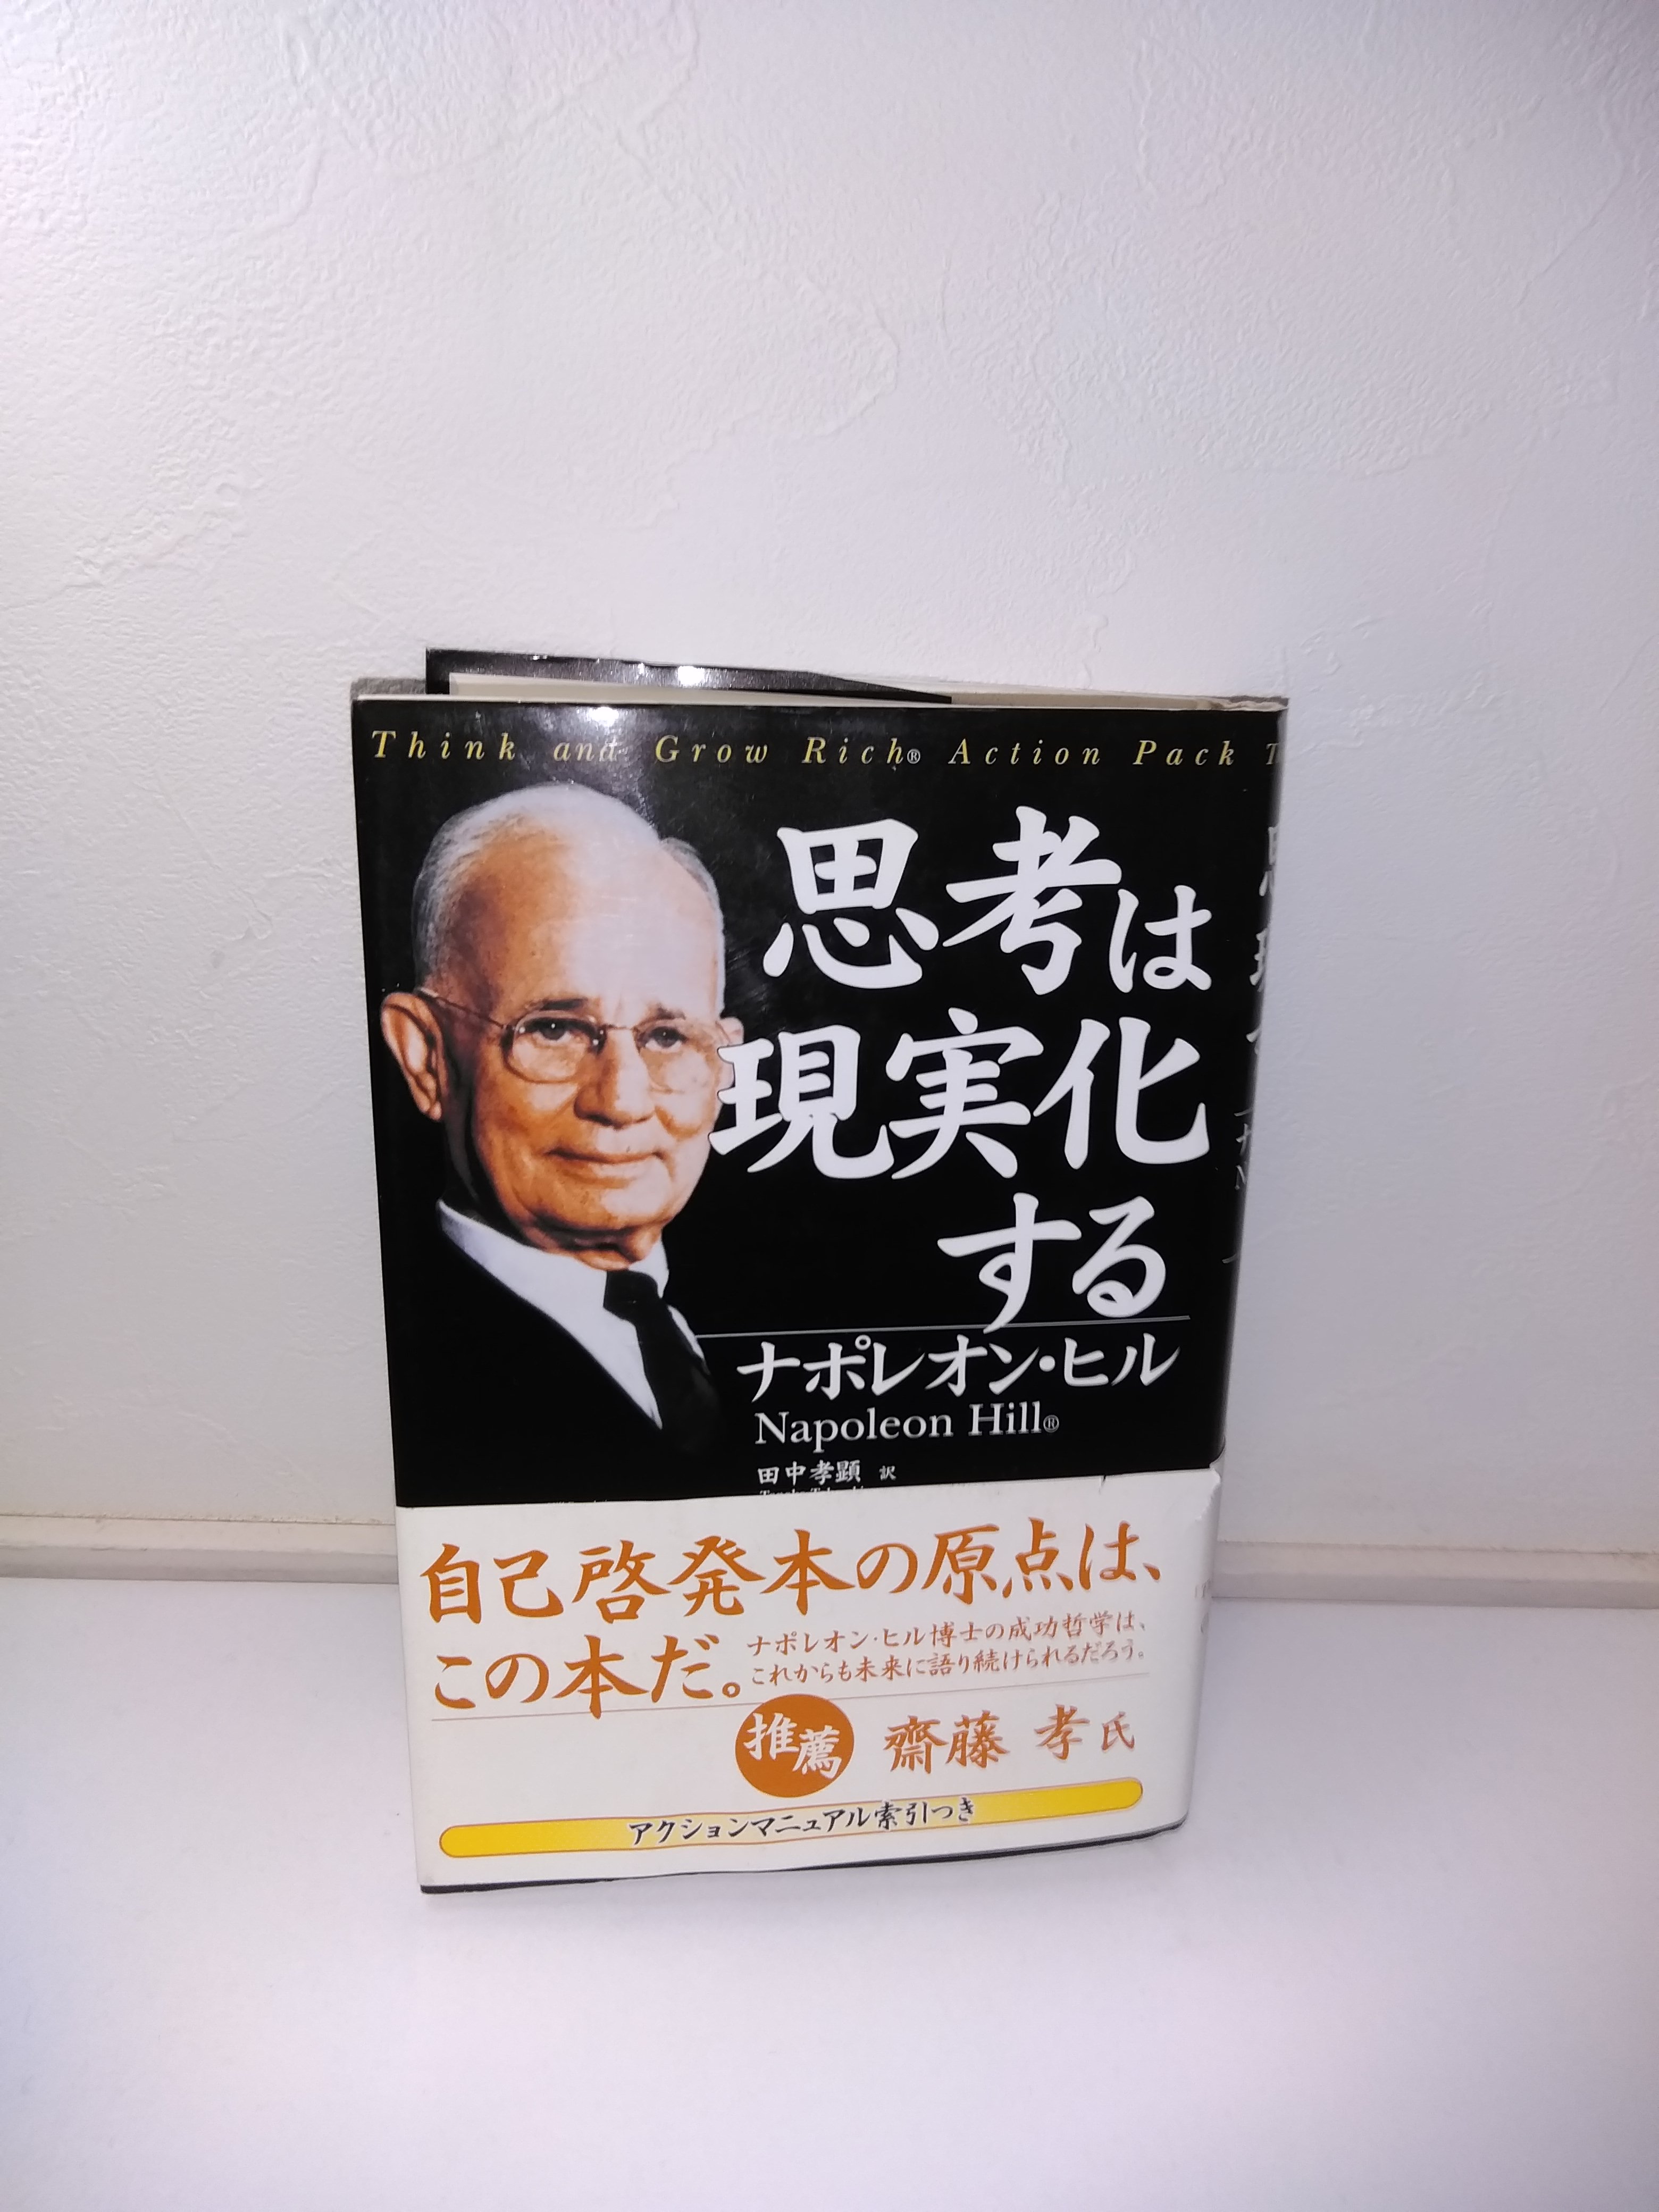 Think and Grow Rich® Action Pack
思考は
現実化
する
ナポレオン・ヒル
Napoleon Hill®
田中孝顕 訳
自己啓発本の原点は、
この本だ。
ナポレオン・ヒル博士の成功哲学は、
これからも未来に語り続けられるだろう。
推薦 齋藤 孝氏
アクションマニュアル索引つき